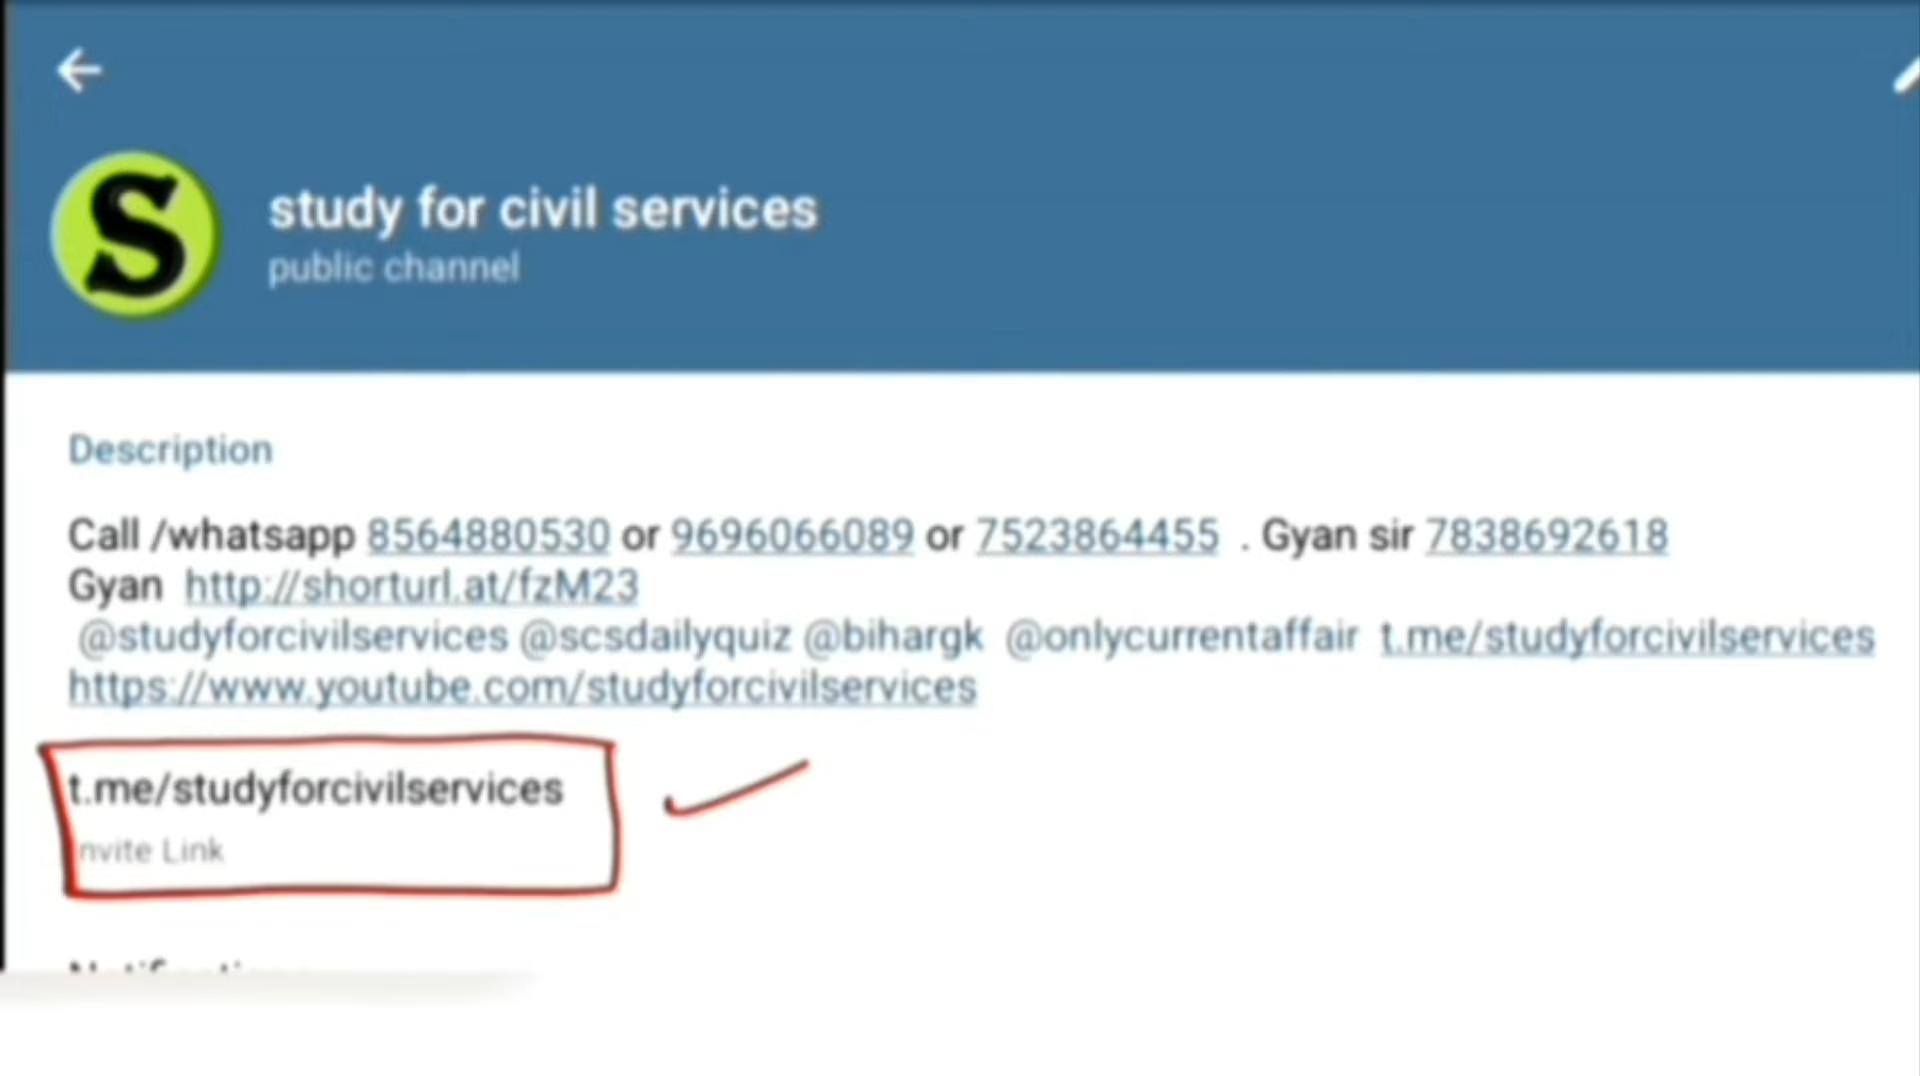 S
study for civil services
public channel
Description
Call /whatsapp 8564880530 or 9696066089 or 7523864455 . Gyan sir 7838692618
Gyan http://shorturl.at/fzM23
@studyforcivilservices @scsdailyquiz @bihargk @onlycurrentaffair t.me/studyforcivilservices
https://www.youtube.com/studyforcivilservices
t.me/studyforcivilservices
nvite Link